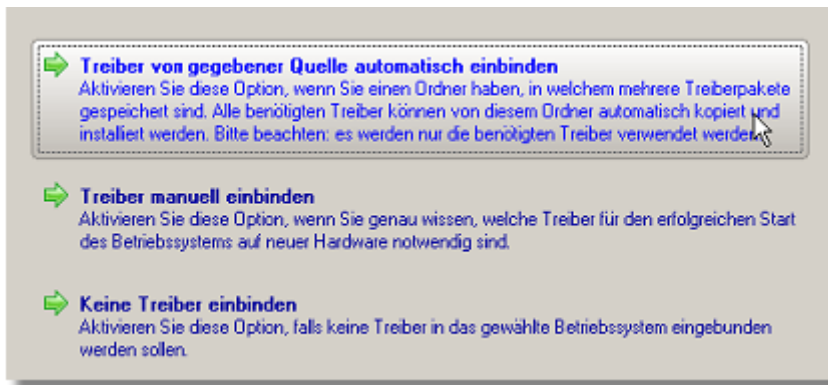 Treiber von gegebener Quelle automatisch einbinden
Aktivieren Sie diese Option, wenn Sie einen Ordner haben, in welchem mehrere Treiberpakete
gespeichert sind. Alle benötigten Treiber können von diesem Ordner automatisch kopiert und
installiert werden. Bitte beachten: es werden nur die benötigten Treiber verwendet werden.
Treiber manuell einbinden
Aktivieren Sie diese Option, wenn Sie genau wissen, welche Treiber für den erfolgreichen Start
des Betriebssystems auf neuer Hardware notwendig sind.
Keine Treiber einbinden
Aktivieren Sie diese Option, falls keine Treiber in das gewählte Betriebssystem eingebunden
werden sollen.